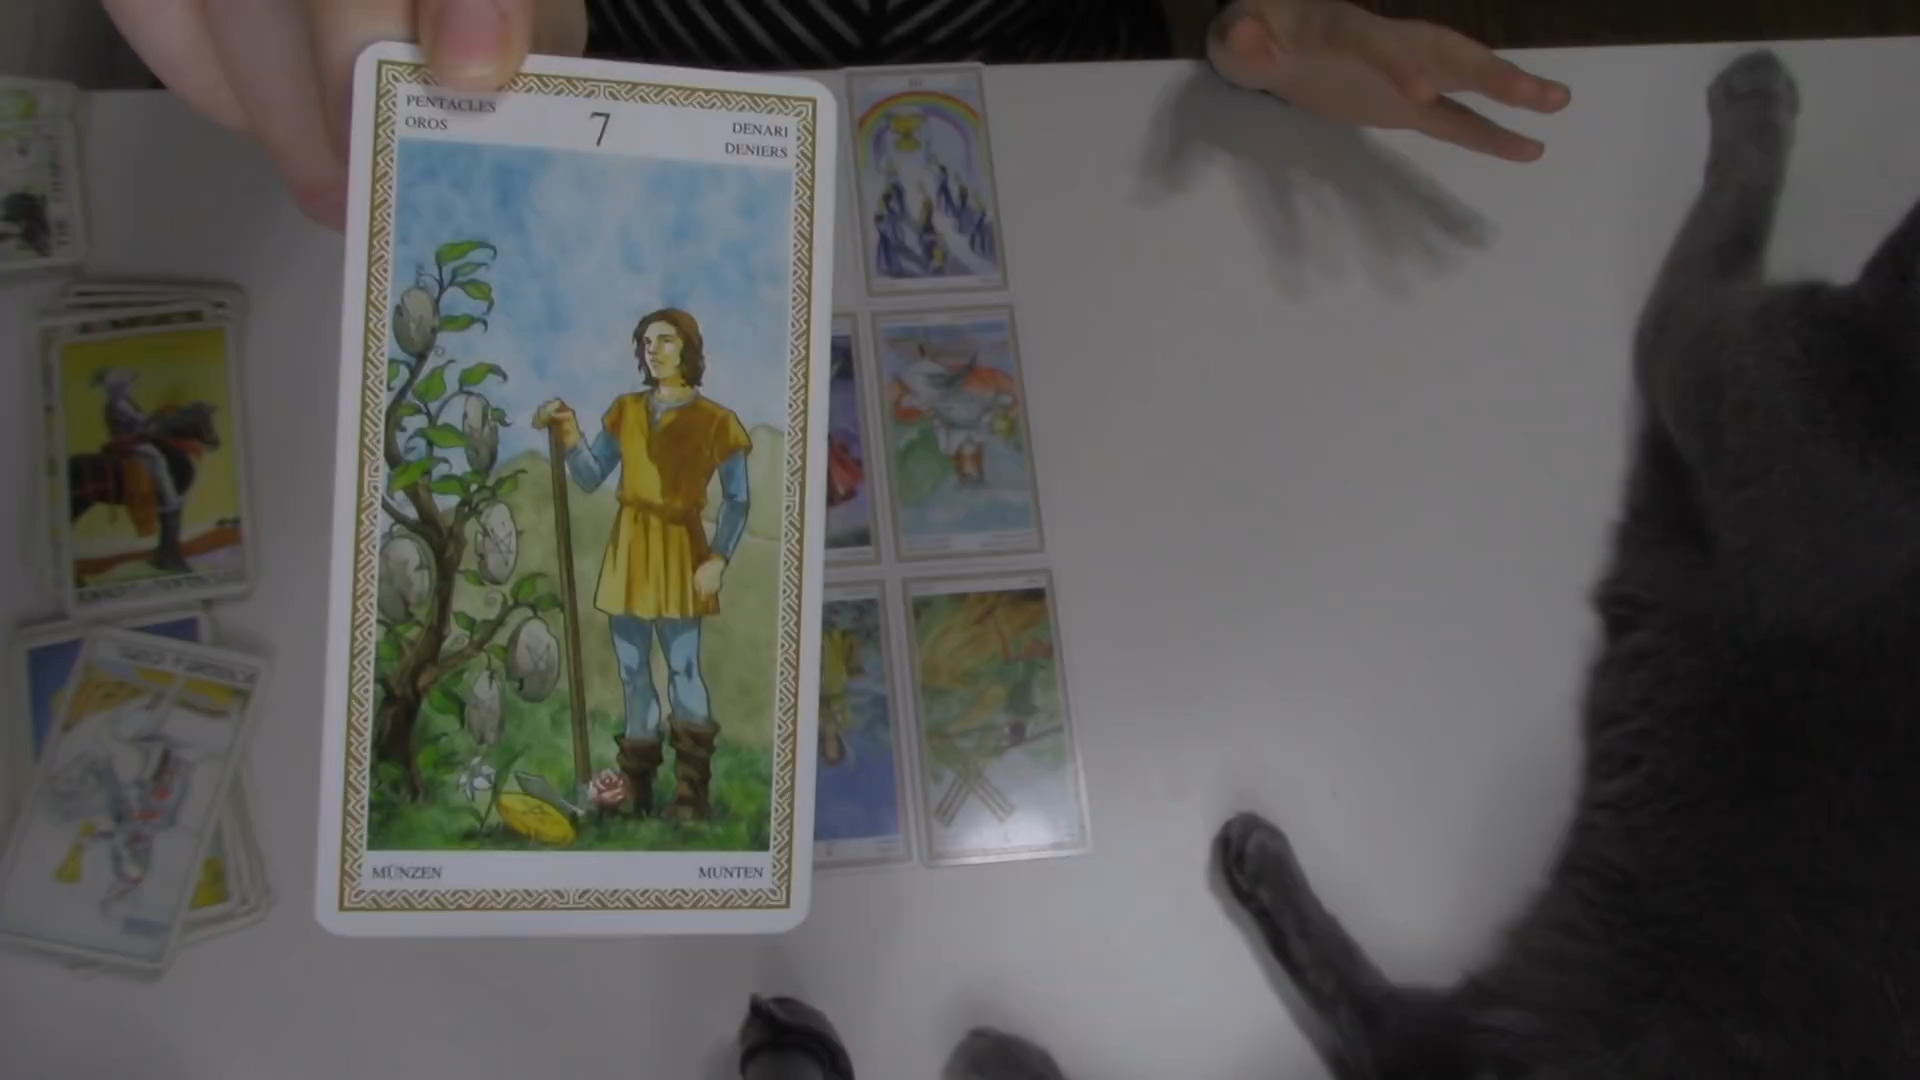 PENTACLES
OROS
7
DENARI
DENIERS
MÜNZEN
MUNTEN